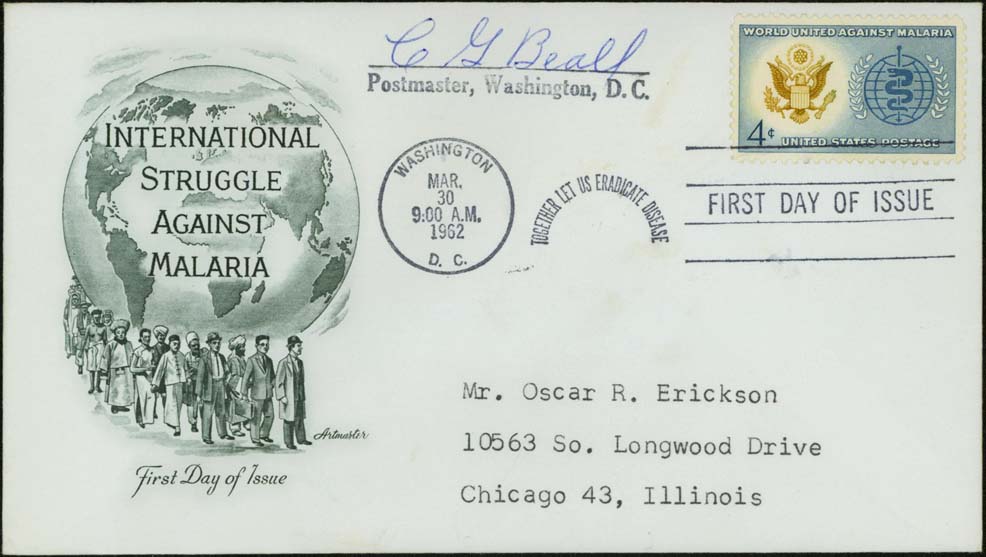 C G Beall
Postmaster, Washington, D. C.
WORLD UNITED AGAINST MALARIA
4¢
UNITED STATES POSTAGE
INTERNATIONAL
STRUGGLE
AGAINST
MALARIA
WASHINGTON
MAR.
30
9:00 A.M.
1962
D. C.
TOGETHER LET US ERADICATE DISEASE
FIRST DAY OF ISSUE
Artmaster
First Day of Issue
Mr. Oscar R. Erickson
10563 So. Longwood Drive
Chicago 43, Illinois